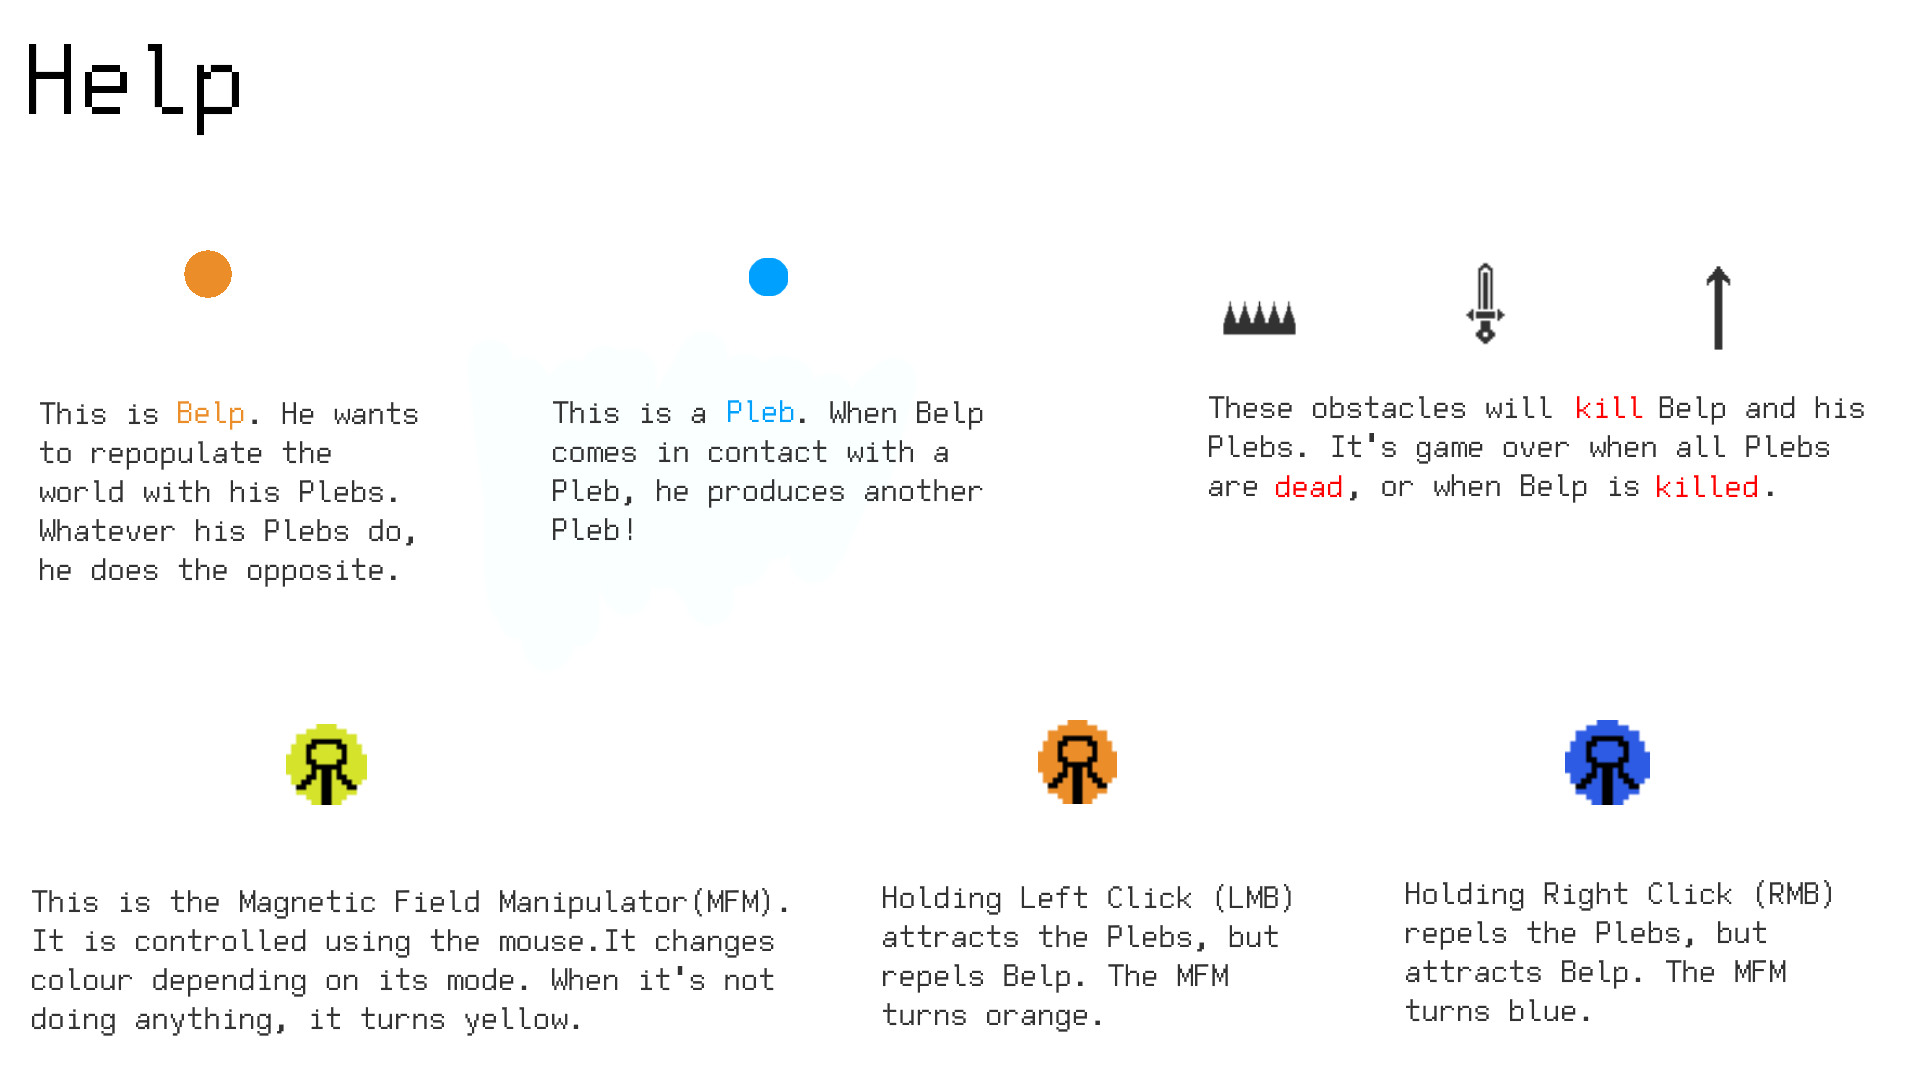 Help
This is Belp. He wants
to repopulate the
world with his Plebs.
Whatever his Plebs do,
he does the opposite.
This is a Pleb. When Belp
comes in contact with a
Pleb, he produces another
Pleb!
These obstacles will kill Belp and his
Plebs. It's game over when all Plebs
are dead, or when Belp is killed.
This is the Magnetic Field Manipulator(MFM).
It is controlled using the mouse.It changes
colour depending on its mode. When it's not
doing anything, it turns yellow.
Holding Left Click (LMB)
attracts the Plebs, but
repels Belp. The MFM
turns orange.
Holding Right Click (RMB)
repels the Plebs, but
attracts Belp. The MFM
turns blue.